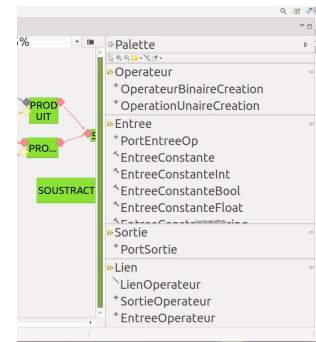 5%
Palette
PROD
UIT
PRO...
SOUSTRACT
Operateur
OperateurBinaireCreation
OperationUnaireCreation
Entree
PortEntreeOp
EntreeConstante
EntreeConstanteInt
EntreeConstanteBool
EntreeConstanteFloat
Sortie
PortSortie
Lien
LienOperateur
SortieOperateur
EntreeOperateur